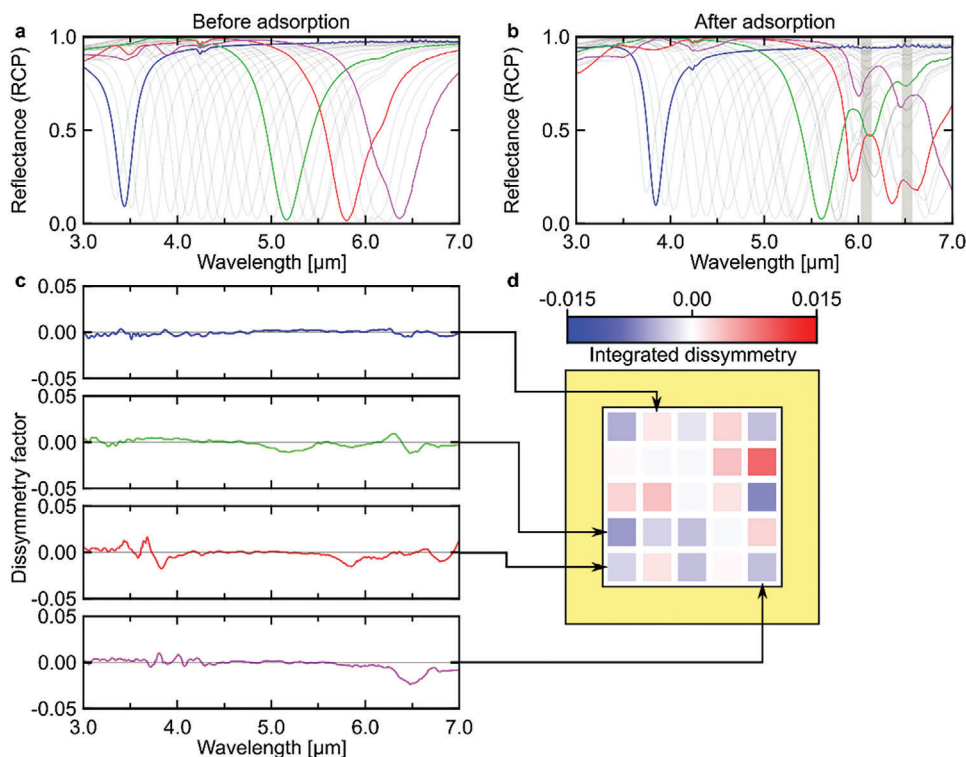 a Before adsorption
b After adsorption
1.0
0.5
0.0
Reflectance (RCP)
3.0 4.0 5.0 6.0 7.0
Wavelength [µm]
1.0
0.5
0.0
Reflectance (RCP)
3.0 4.0 5.0 6.0 7.0
Wavelength [µm]
c
0.05
0.00
-0.05
0.05
0.00
-0.05
0.05
0.00
-0.05
0.05
0.00
-0.05
Dissymmetry factor
3.0 4.0 5.0 6.0 7.0
Wavelength [µm]
d
-0.015 0.00 0.015
Integrated dissymmetry